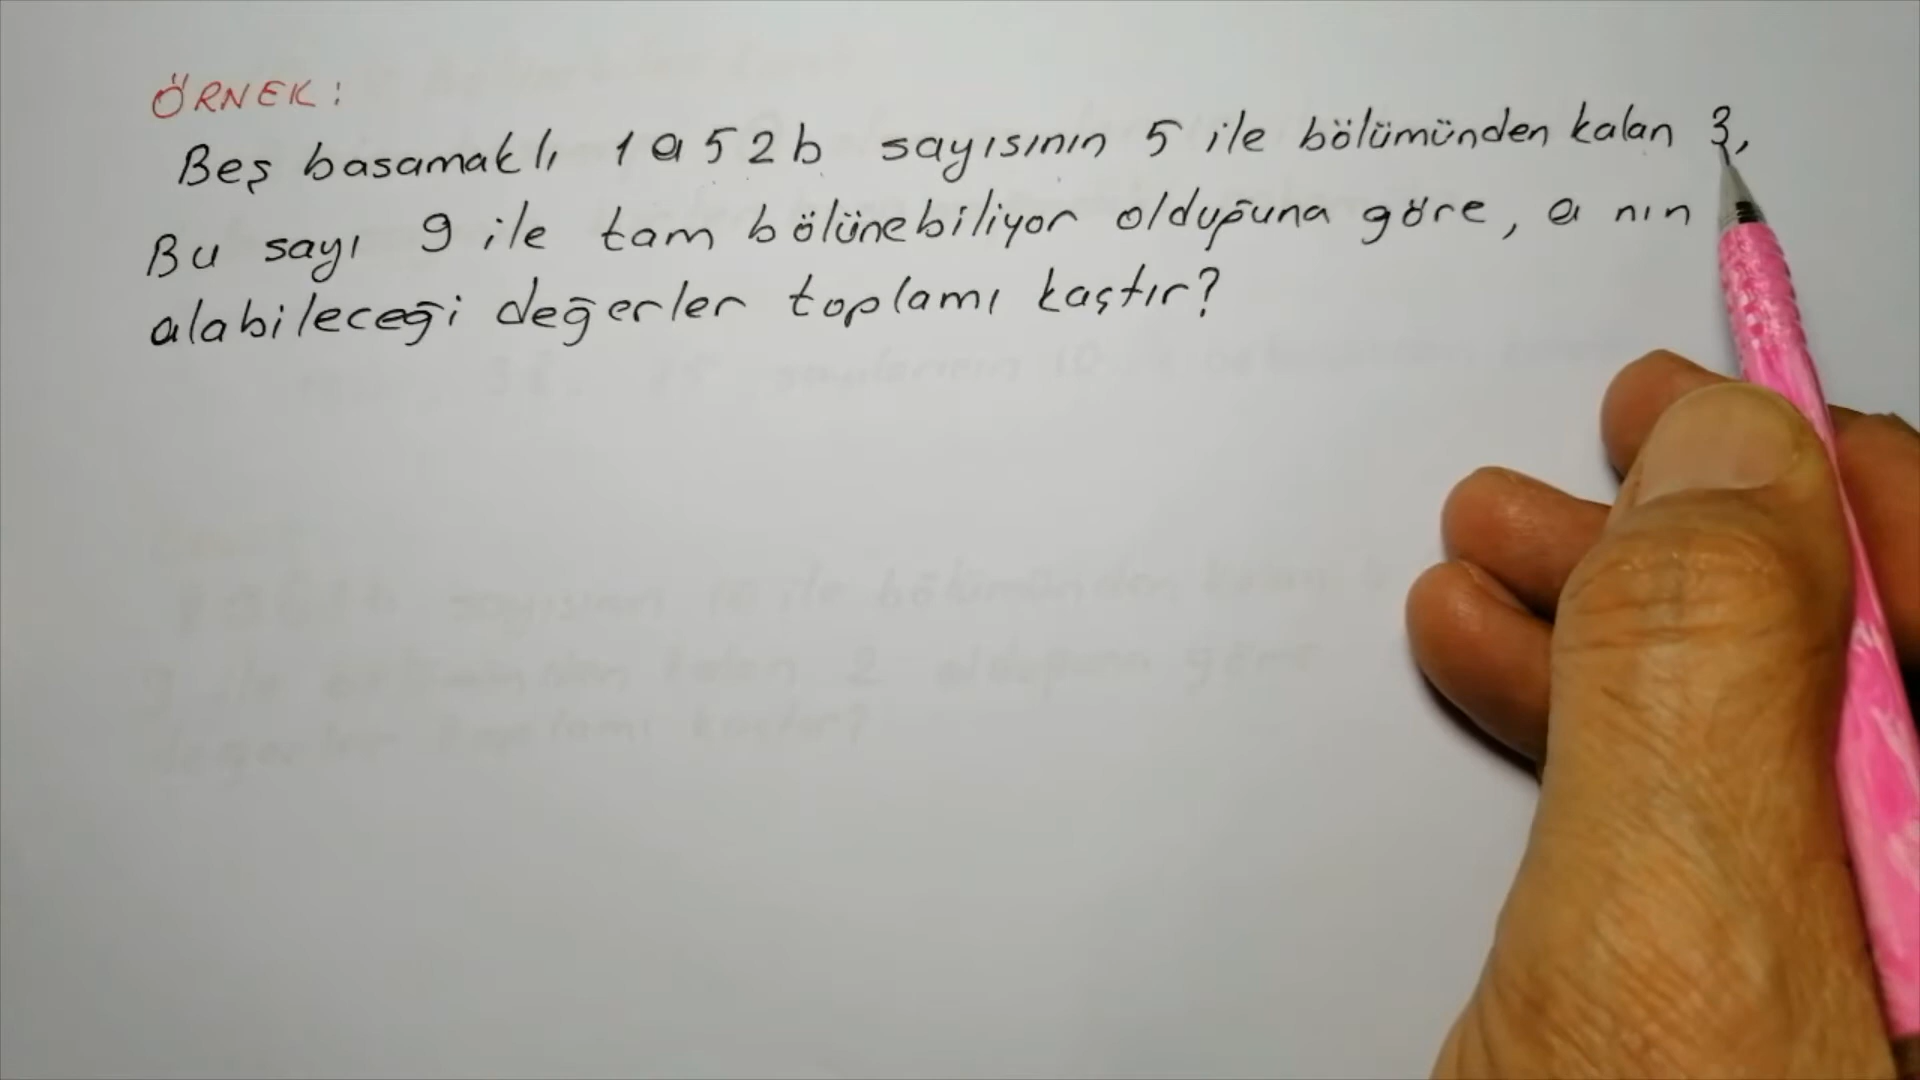 ÖRNEK:
Beş basamaklı 1a52b sayısının 5 ile bölümünden kalan 3,
Bu sayı 9 ile tam bölünebiliyor olduğuna göre, a nın
alabileceği değerler toplamı kaçtır?